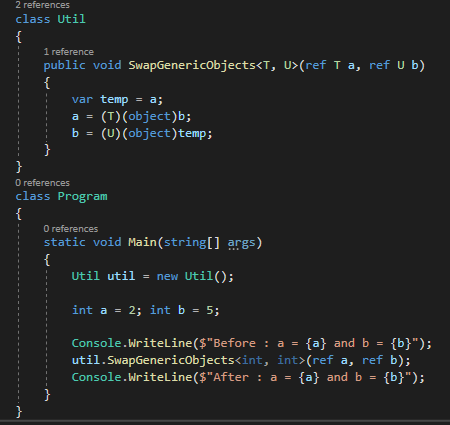 2 references
class Util
{
1 reference
public void SwapGenericObjects<T, U>(ref T a, ref U b)
{
var temp = a;
a = (T)(object)b;
b = (U)(object)temp;
}
}
0 references
class Program
{
0 references
static void Main(string[] args)
{
Util util = new Util();
int a = 2; int b = 5;
Console.WriteLine($"Before : a = {a} and b = {b}");
util.SwapGenericObjects<int, int>(ref a, ref b);
Console.WriteLine($"After : a = {a} and b = {b}");
}
}